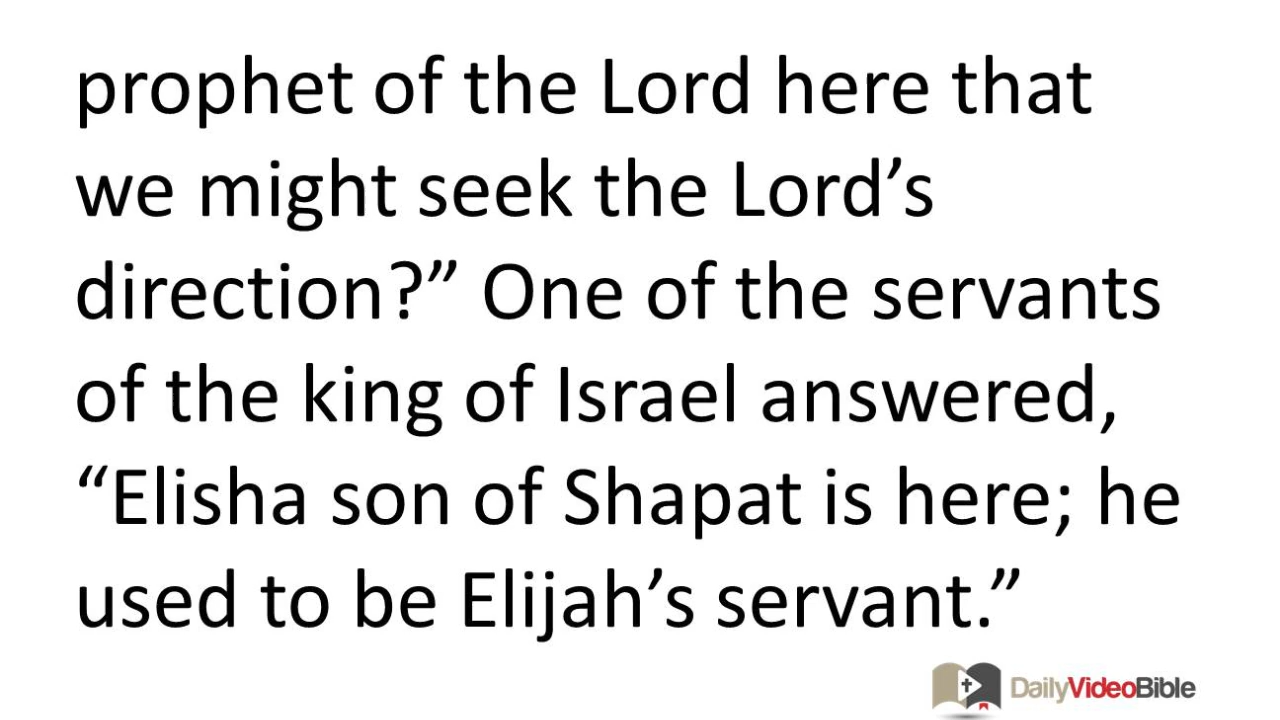 prophet of the Lord here that
we might seek the Lord’s
direction?” One of the servants
of the king of Israel answered,
“Elisha son of Shapat is here; he
used to be Elijah’s servant.”
DailyVideoBible